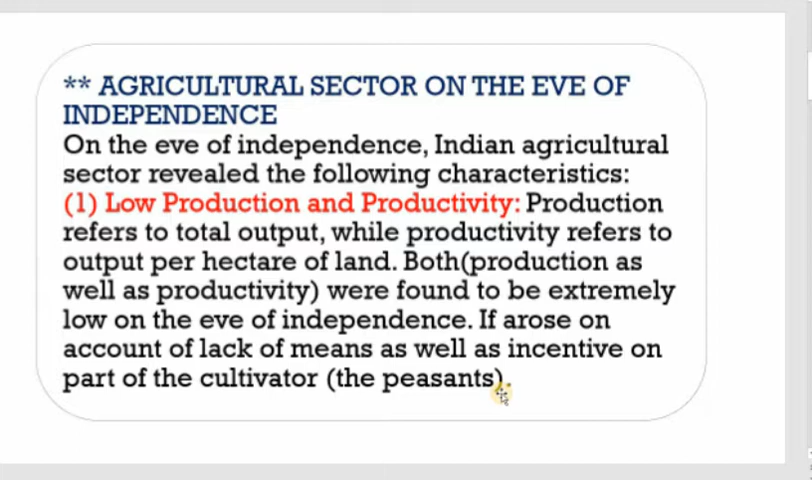 ** AGRICULTURAL SECTOR ON THE EVE OF
INDEPENDENCE
On the eve of independence, Indian agricultural
sector revealed the following characteristics:
(1) Low Production and Productivity: Production
refers to total output, while productivity refers to
output per hectare of land. Both(production as
well as productivity) were found to be extremely
low on the eve of independence. If arose on
account of lack of means as well as incentive on
part of the cultivator (the peasants).